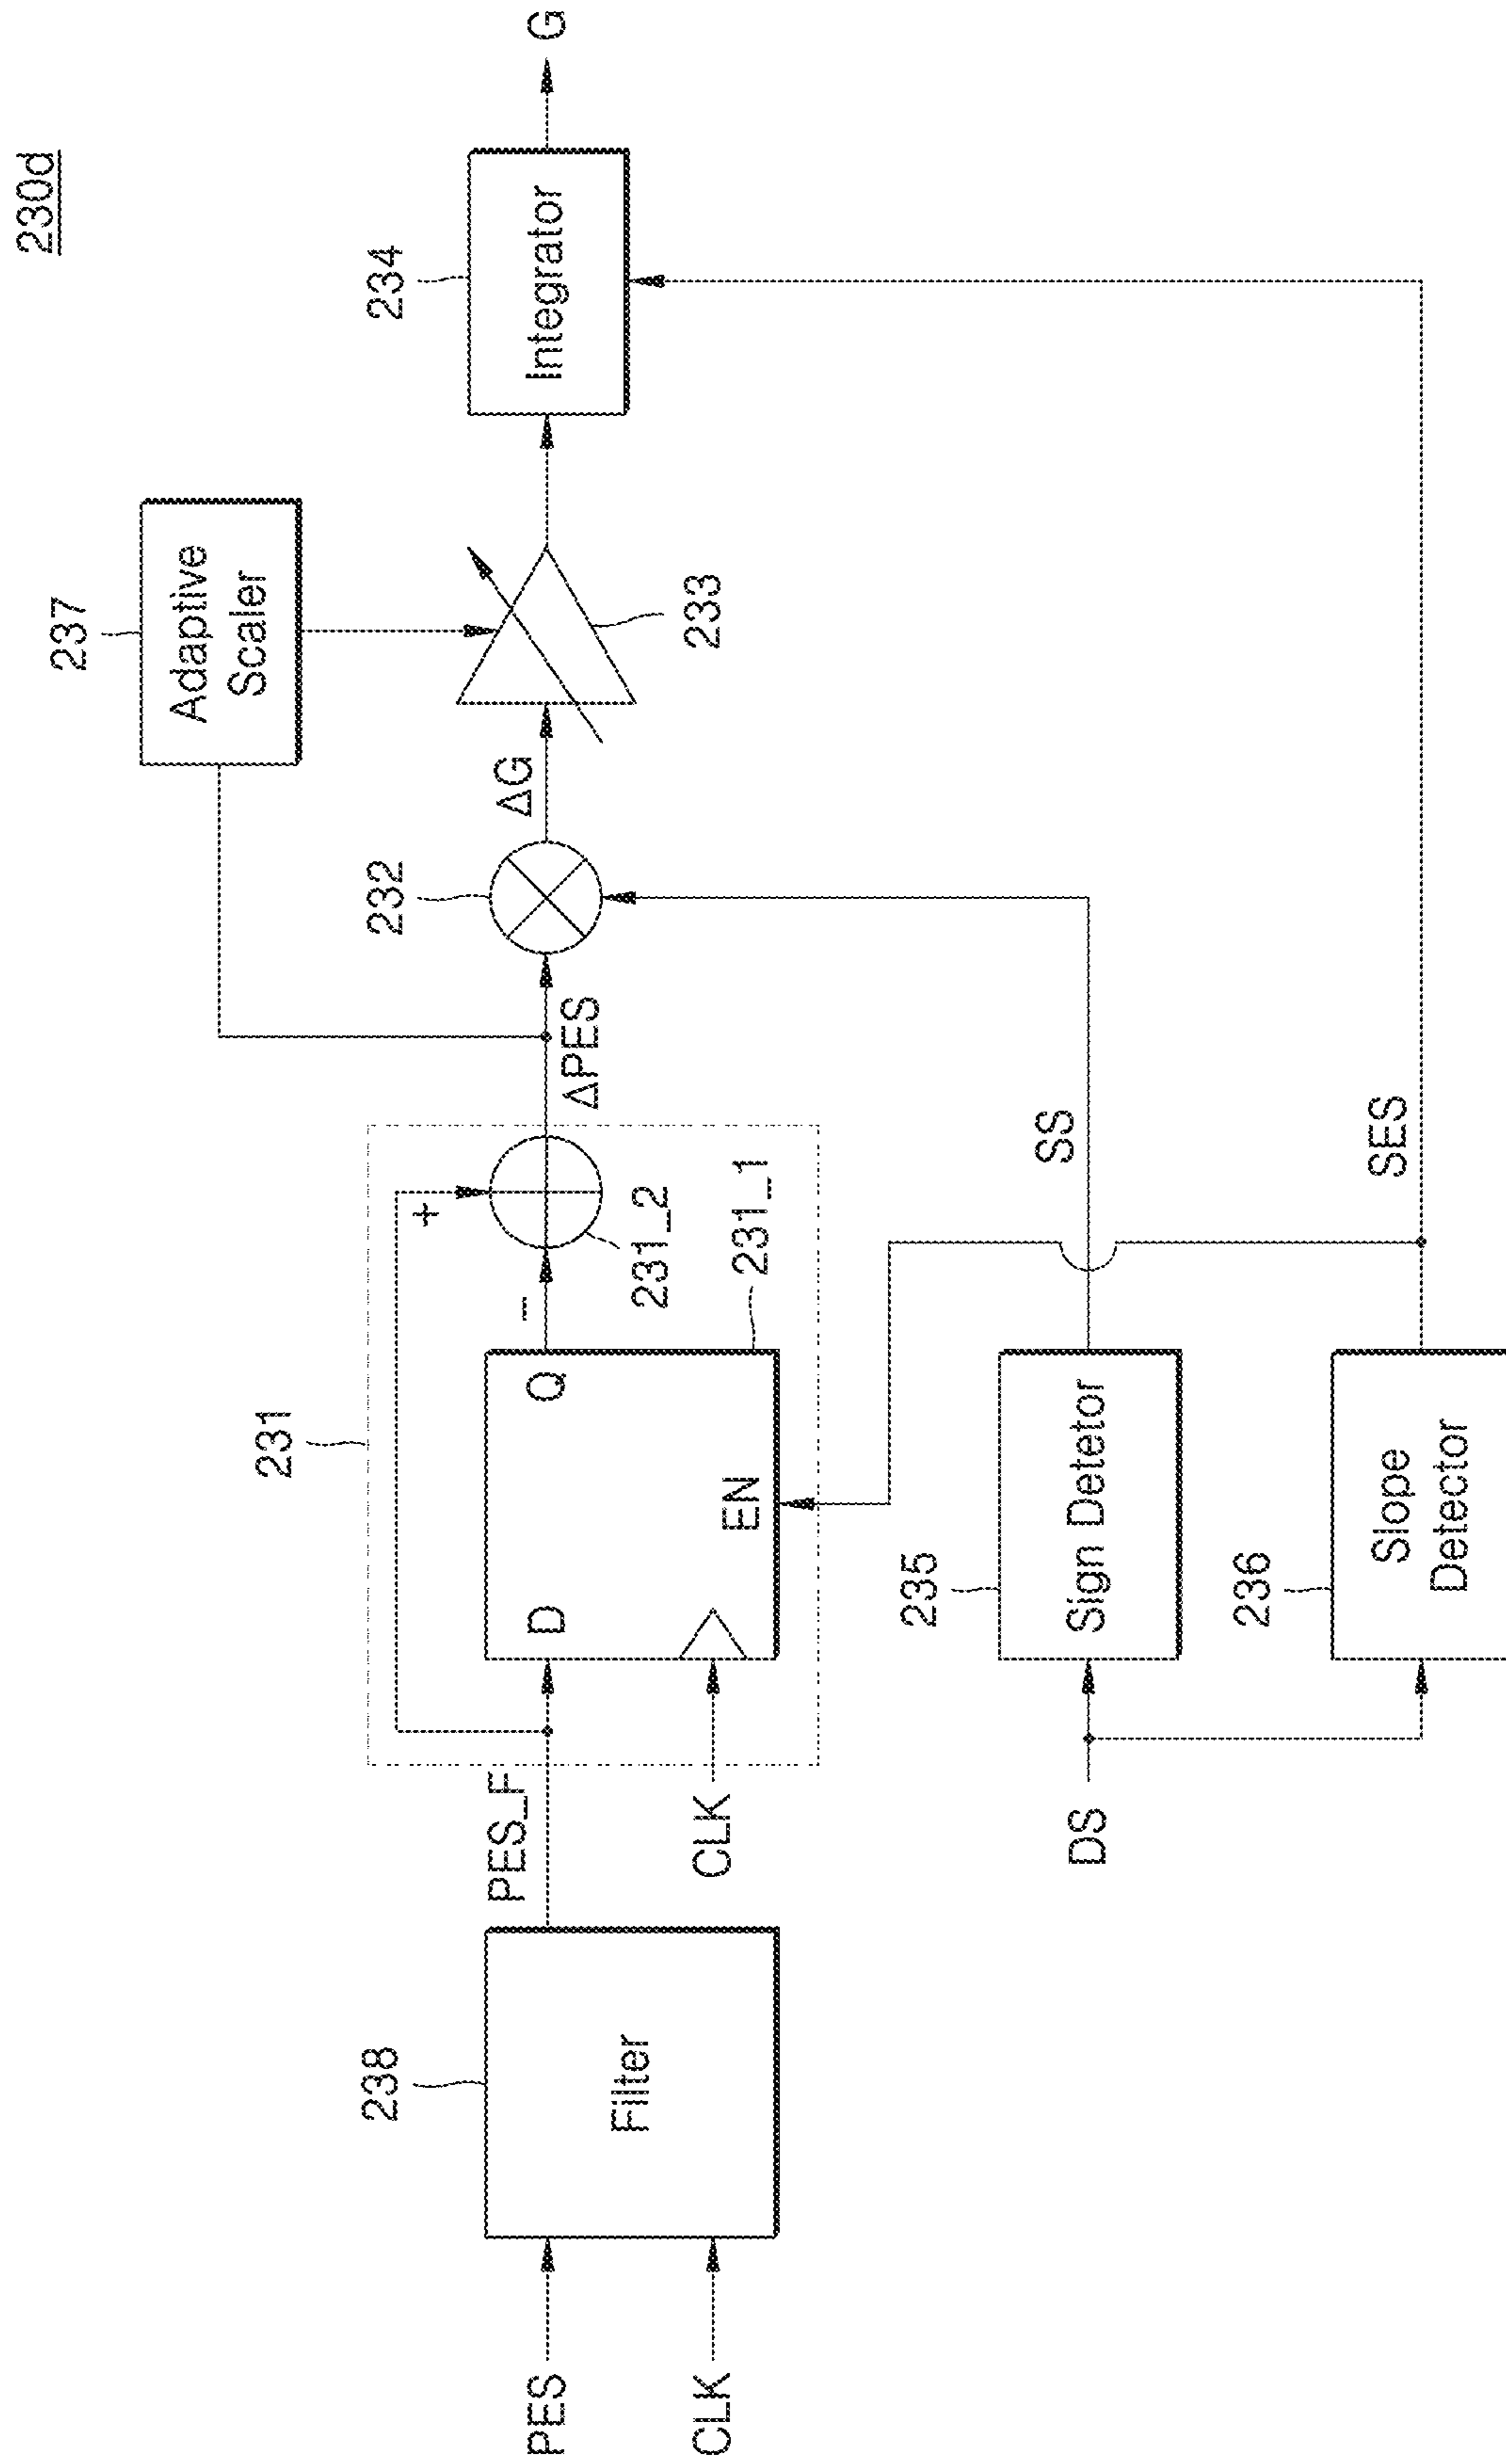 230d
237
Adaptive
Scaler
234
Integrator
G
232
ΔG
233
ΔPES
231
+
−
231_2
231_1
D
Q
EN
PES_F
CLK
238
Filter
PES
CLK
235
Sign Detetor
SS
DS
236
Slope
Detector
SES